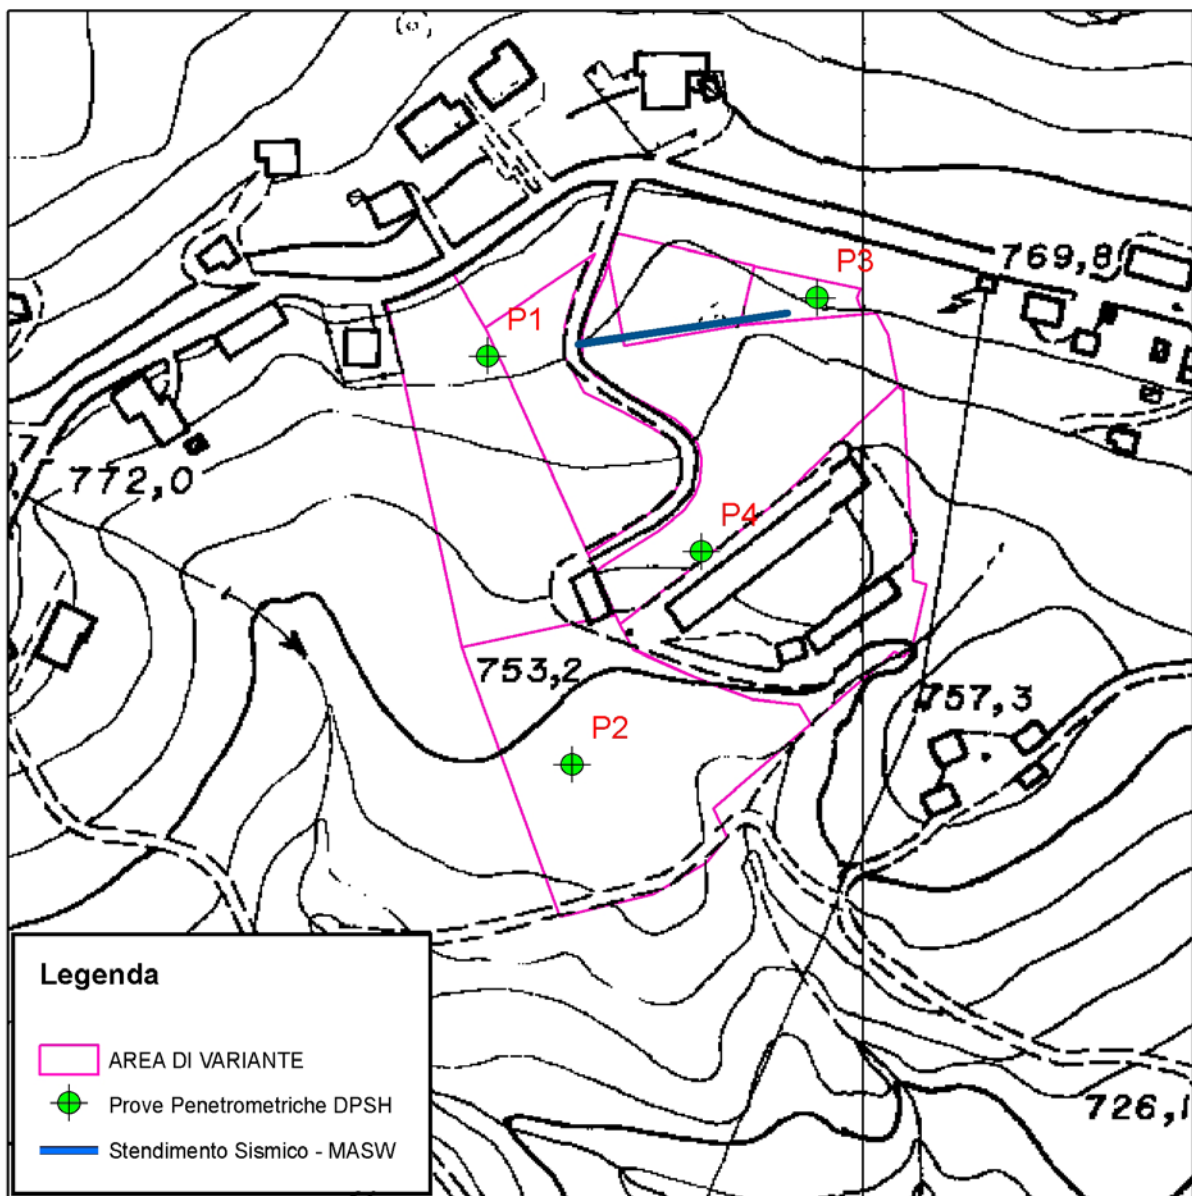 769,8
P3
P1
772,0
P4
753,2
757,3
P2
Legenda
AREA DI VARIANTE
Prove Penetrometriche DPSH
Stendimento Sismico - MASW
726,1